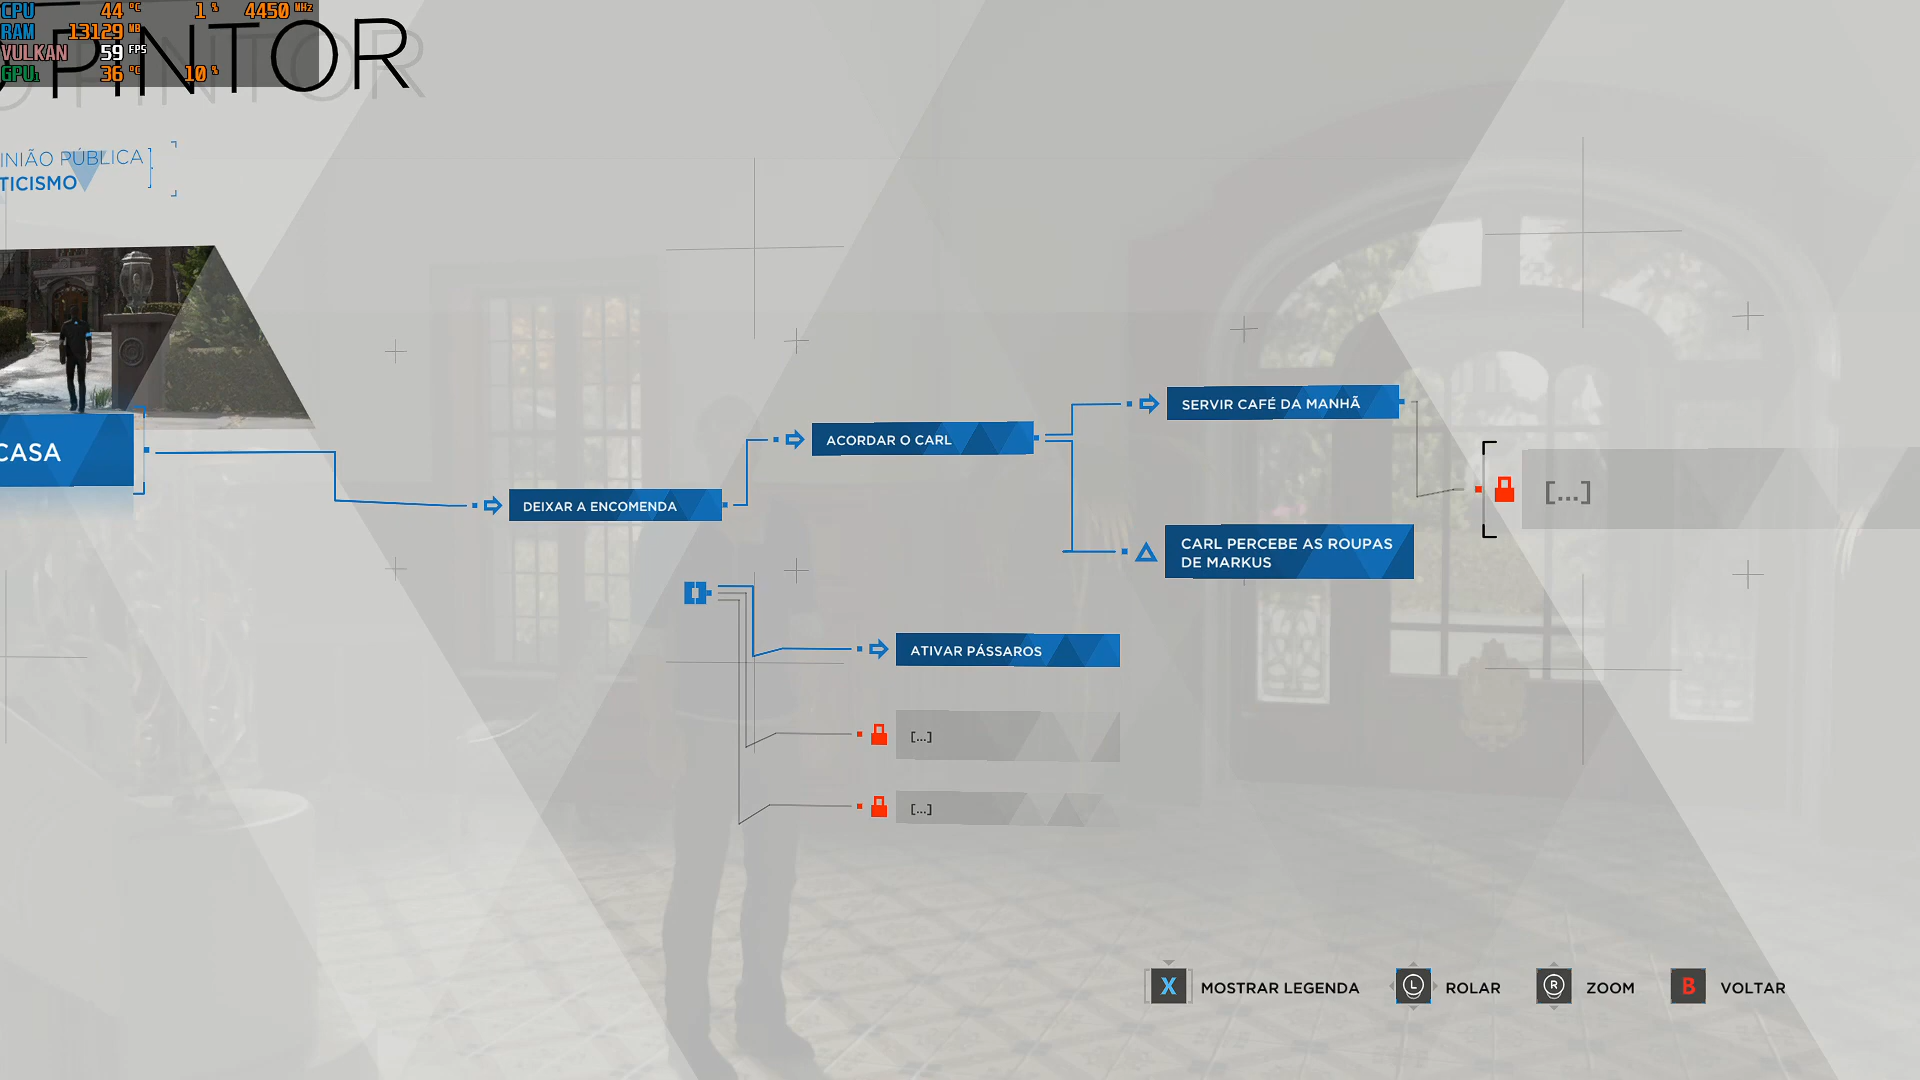 CPU 44 °C 1 % 4450 MHz
RAM 13129 MB
VULKAN 59 FPS
GPU1 36 °C 10 %
PINTOR
INIÃO PÚBLICA
TICISMO
CASA
DEIXAR A ENCOMENDA
ACORDAR O CARL
SERVIR CAFÉ DA MANHÃ
[...]
CARL PERCEBE AS ROUPAS
DE MARKUS
ATIVAR PÁSSAROS
[...]
[...]
X MOSTRAR LEGENDA L ROLAR R ZOOM B VOLTAR